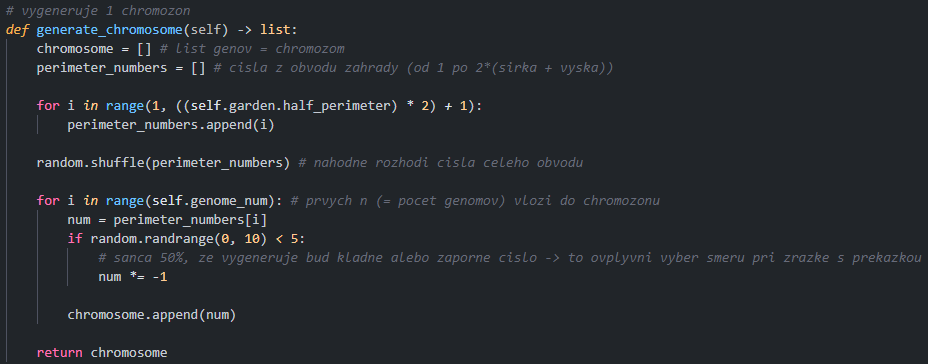 # vygeneruje 1 chromozon
def generate_chromosome(self) -> list:
    chromosome = [] # list genov = chromozom
    perimeter_numbers = [] # cisla z obvodu zahrady (od 1 po 2*(sirka + vyska))
    for i in range(1, ((self.garden.half_perimeter) * 2) + 1):
        perimeter_numbers.append(i)
    random.shuffle(perimeter_numbers) # nahodne rozhodi cisla celeho obvodu
    for i in range(self.genome_num): # prvych n (= pocet genomov) vlozi do chromozonu
        num = perimeter_numbers[i]
        if random.randrange(0, 10) < 5:
            # sanca 50%, ze vygeneruje bud kladne alebo zaporne cislo -> to ovplyvni vyber smeru pri zrazke s prekazkou
            num *= -1
        chromosome.append(num)
    return chromosome